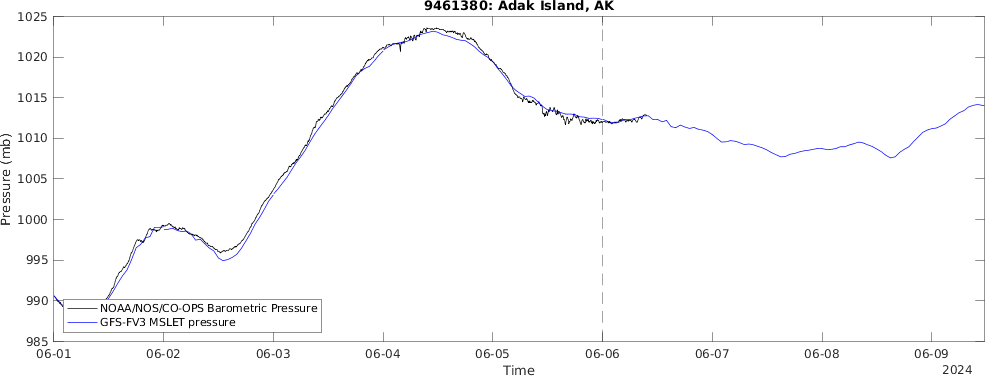 9461380: Adak Island, AK
Pressure (mb)
1025
1020
1015
1010
1005
1000
995
990
985
NOAA/NOS/CO-OPS Barometric Pressure
GFS-FV3 MSLET pressure
06-01 06-02 06-03 06-04 06-05 06-06 06-07 06-08 06-09
Time
2024